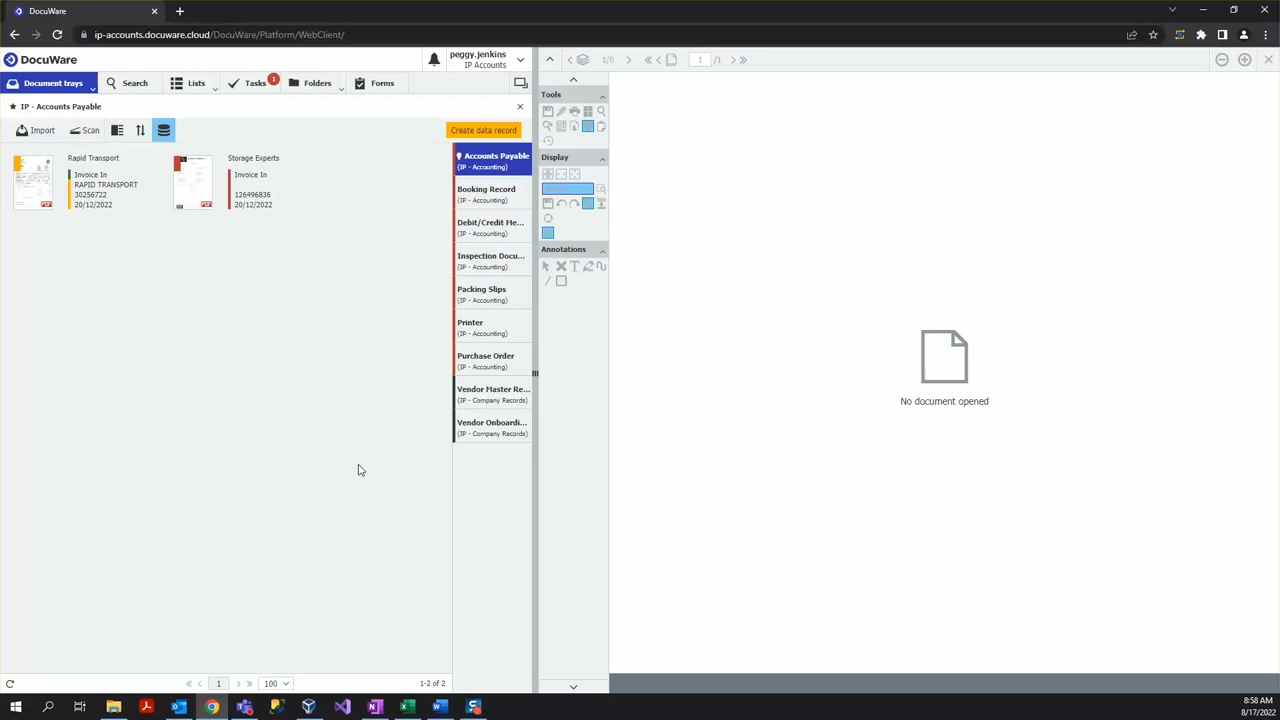 DocuWare
ip-accounts.docuware.cloud/DocuWare/Platform/WebClient/
DocuWare
peggy.jenkins
IP Accounts
1/0
1
/1
Document trays
Search
Lists
Tasks
1
Folders
Forms
IP - Accounts Payable
Import
Scan
Create data record
Tools
Display
Annotations
Rapid Transport
Invoice In
RAPID TRANSPORT
30256722
20/12/2022
PDF
Storage Experts
Invoice In
126496836
20/12/2022
PDF
Accounts Payable
(IP - Accounting)
Booking Record
(IP - Accounting)
Debit/Credit Me...
(IP - Accounting)
Inspection Docu...
(IP - Accounting)
Packing Slips
(IP - Accounting)
Printer
(IP - Accounting)
Purchase Order
(IP - Accounting)
Vendor Master Re...
(IP - Company Records)
Vendor Onboardi...
(IP - Company Records)
No document opened
1
100
1-2 of 2
8:58 AM
8/17/2022